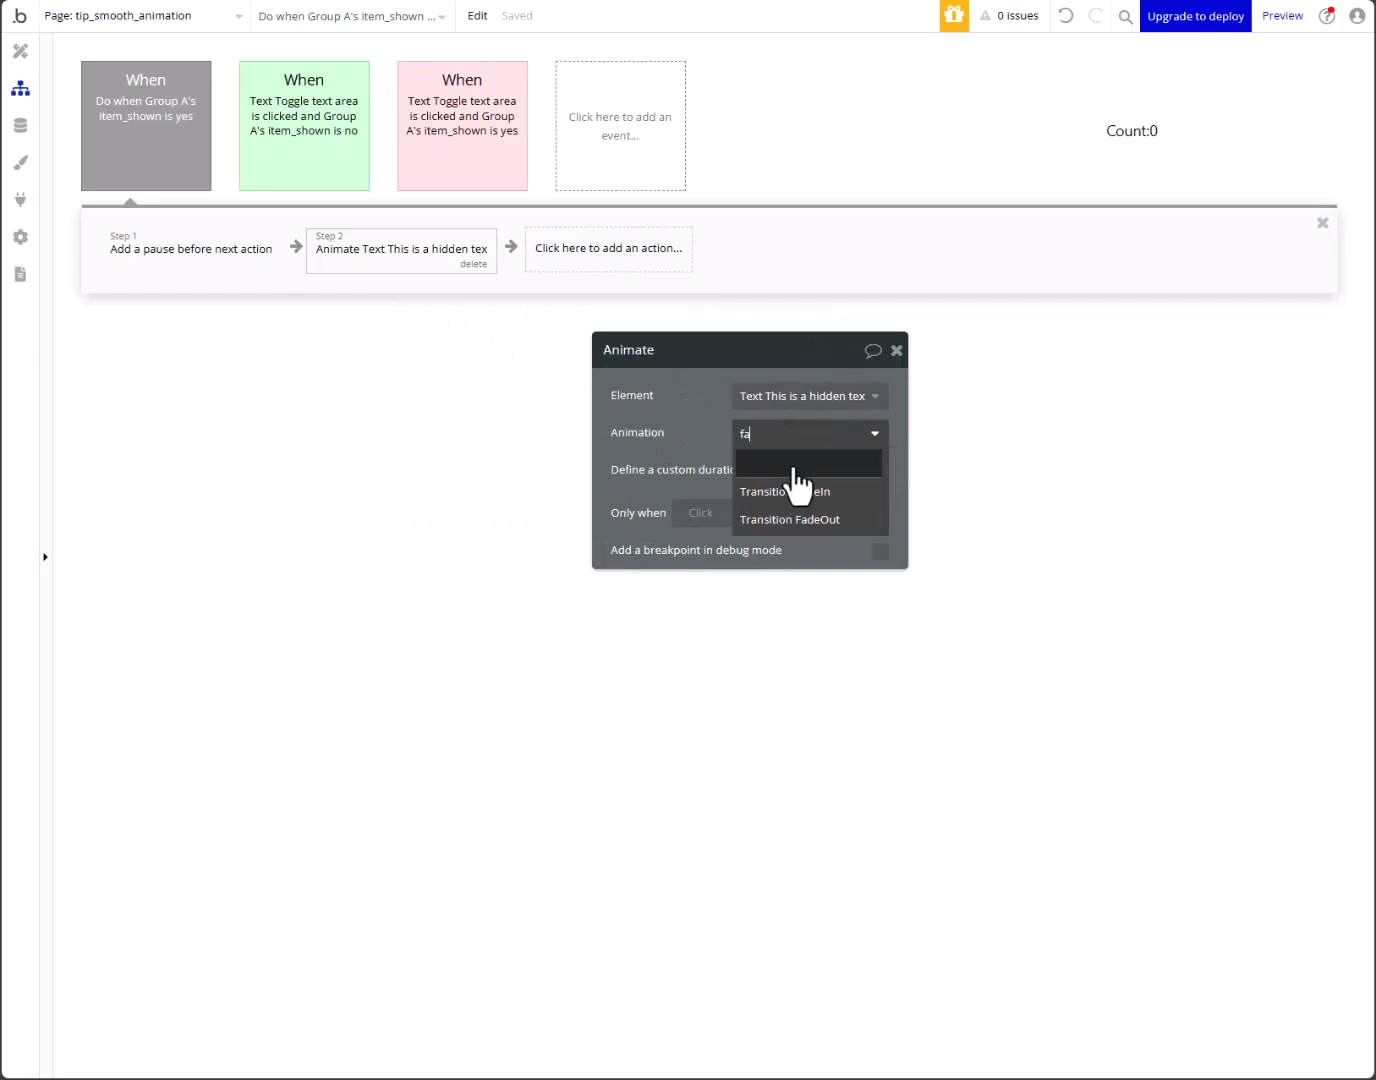 .b Page: tip_smooth_animation Do when Group A's item_shown ... Edit Saved 0 issues Upgrade to deploy Preview
When
Do when Group A's
item_shown is yes
When
Text Toggle text area
is clicked and Group
A's item_shown is no
When
Text Toggle text area
is clicked and Group
A's item_shown is yes
Click here to add an
event...
Count:0
Step 1
Add a pause before next action
Step 2
Animate Text This is a hidden tex
delete
Click here to add an action...
Animate
Element Text This is a hidden tex
Animation fa
Define a custom
Transition FadeOut
Only when Click
Add a breakpoint in debug mode